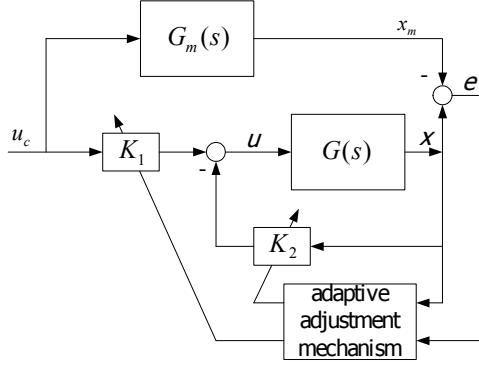 G_m(s)
x_m
-
e
u_c
K_1
u
G(s)
x
-
K_2
adaptive
adjustment
mechanism